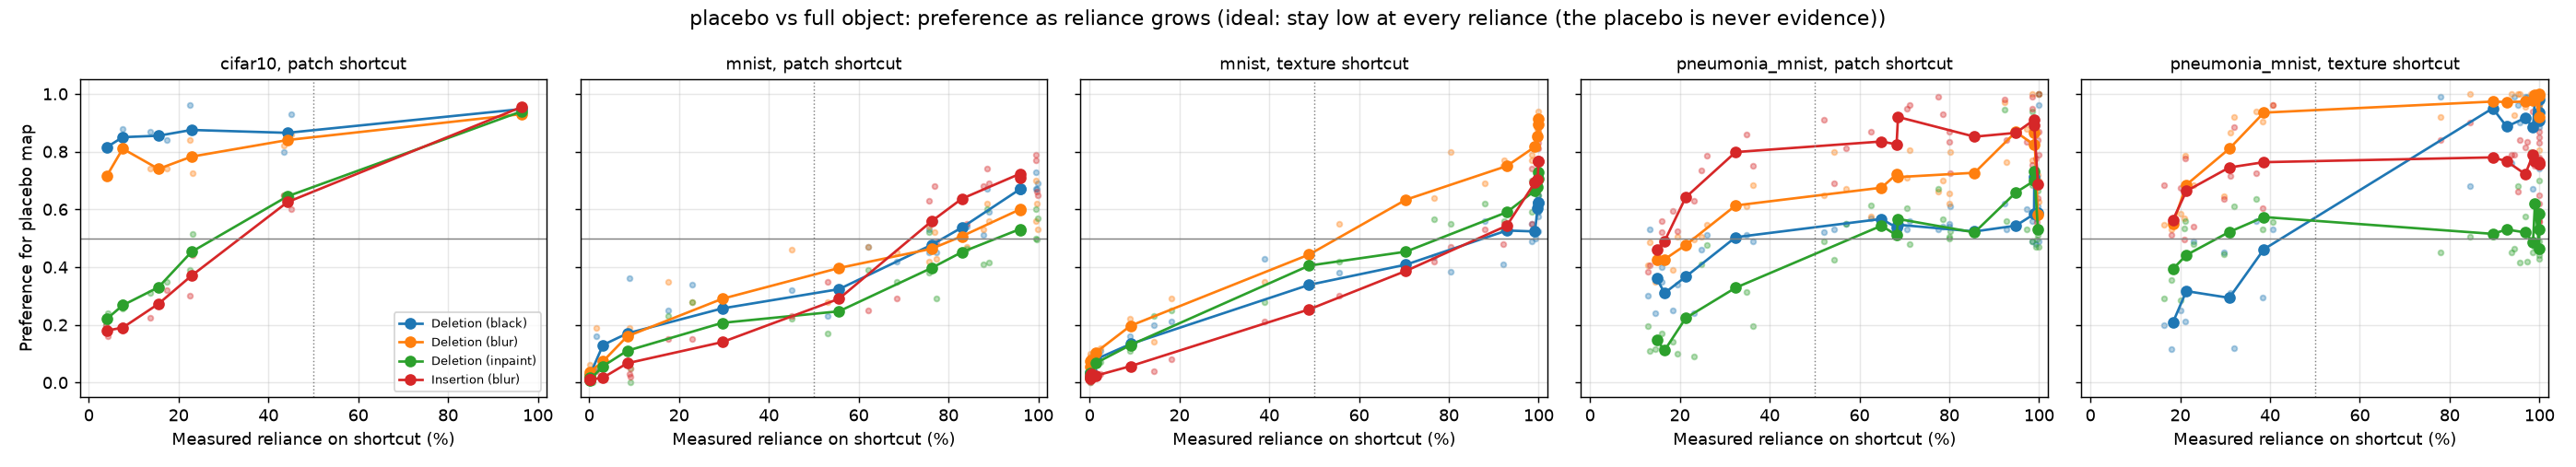 placebo vs full object: preference as reliance grows (ideal: stay low at every reliance (the placebo is never evidence))
cifar10, patch shortcut
mnist, patch shortcut
mnist, texture shortcut
pneumonia_mnist, patch shortcut
pneumonia_mnist, texture shortcut
Preference for placebo map
1.0
0.8
0.6
0.4
0.2
0.0
Deletion (black)
Deletion (blur)
Deletion (inpaint)
Insertion (blur)
0 20 40 60 80 100
0 20 40 60 80 100
0 20 40 60 80 100
0 20 40 60 80 100
0 20 40 60 80 100
Measured reliance on shortcut (%)
Measured reliance on shortcut (%)
Measured reliance on shortcut (%)
Measured reliance on shortcut (%)
Measured reliance on shortcut (%)